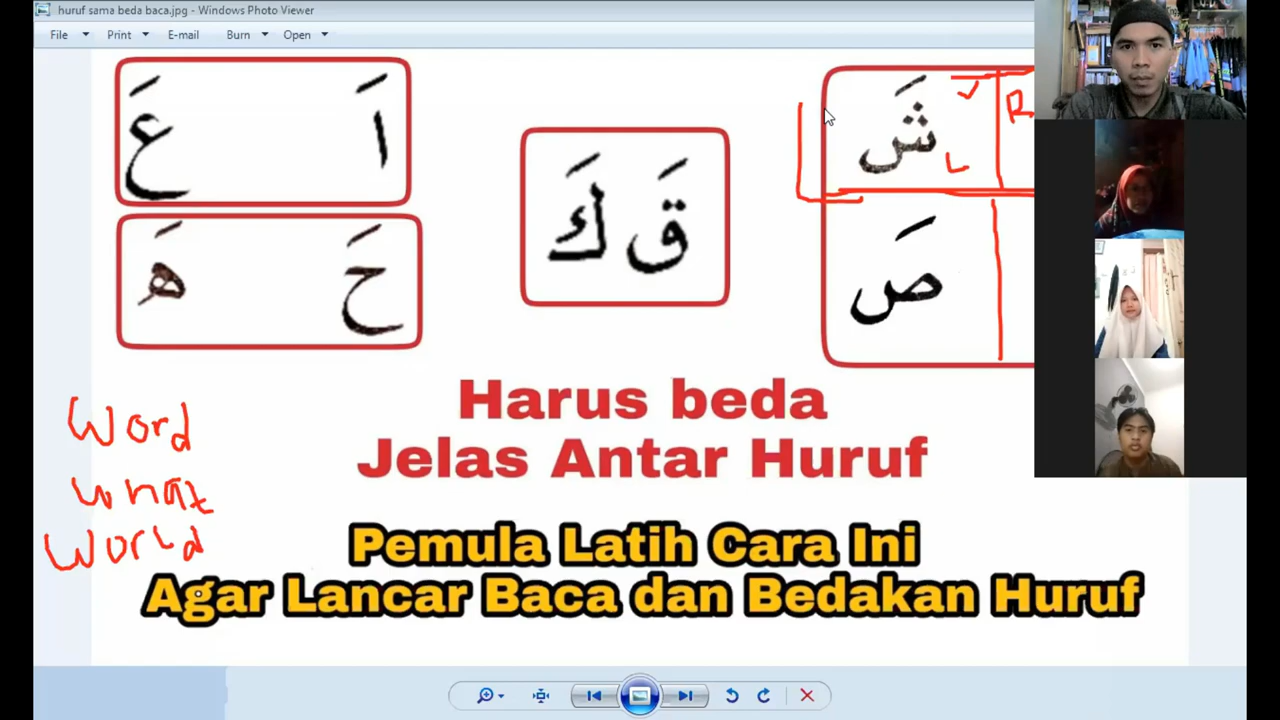 huruf sama beda baca.jpg - Windows Photo Viewer
File Print E-mail Burn Open
اَ عَ
حَ هَ
قَ كَ
شَ
صَ
R
L
Harus beda
Jelas Antar Huruf
Word
what
World
Pemula Latih Cara Ini
Agar Lancar Baca dan Bedakan Huruf